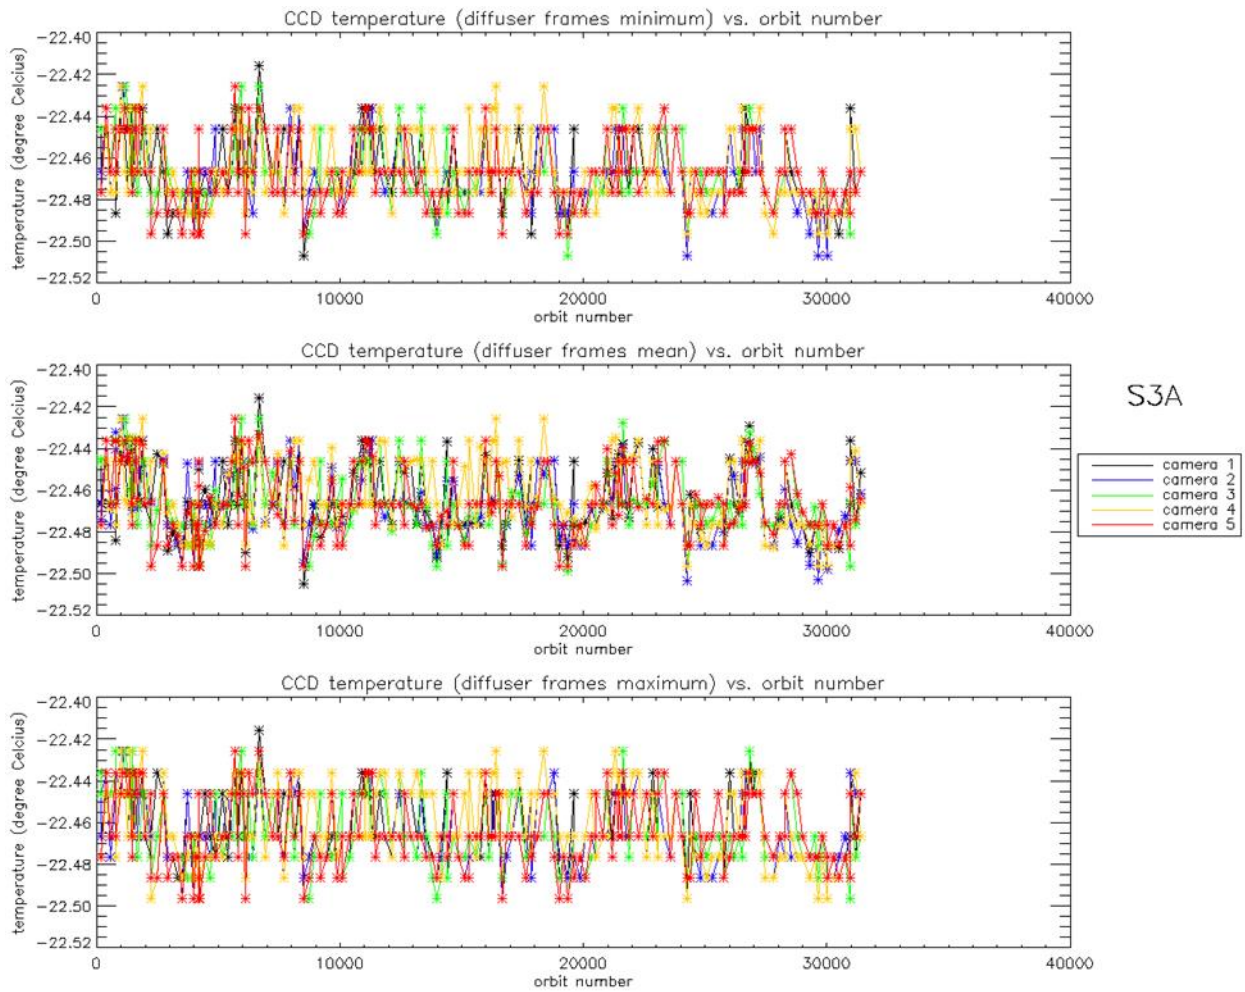 CCD temperature (diffuser frames minimum) vs. orbit number
temperature (degree Celcius)
-22.40
-22.42
-22.44
-22.46
-22.48
-22.50
-22.52
0 10000 20000 30000 40000
orbit number
CCD temperature (diffuser frames mean) vs. orbit number
temperature (degree Celcius)
-22.40
-22.42
-22.44
-22.46
-22.48
-22.50
-22.52
0 10000 20000 30000 40000
orbit number
S3A
camera 1
camera 2
camera 3
camera 4
camera 5
CCD temperature (diffuser frames maximum) vs. orbit number
temperature (degree Celcius)
-22.40
-22.42
-22.44
-22.46
-22.48
-22.50
-22.52
0 10000 20000 30000 40000
orbit number